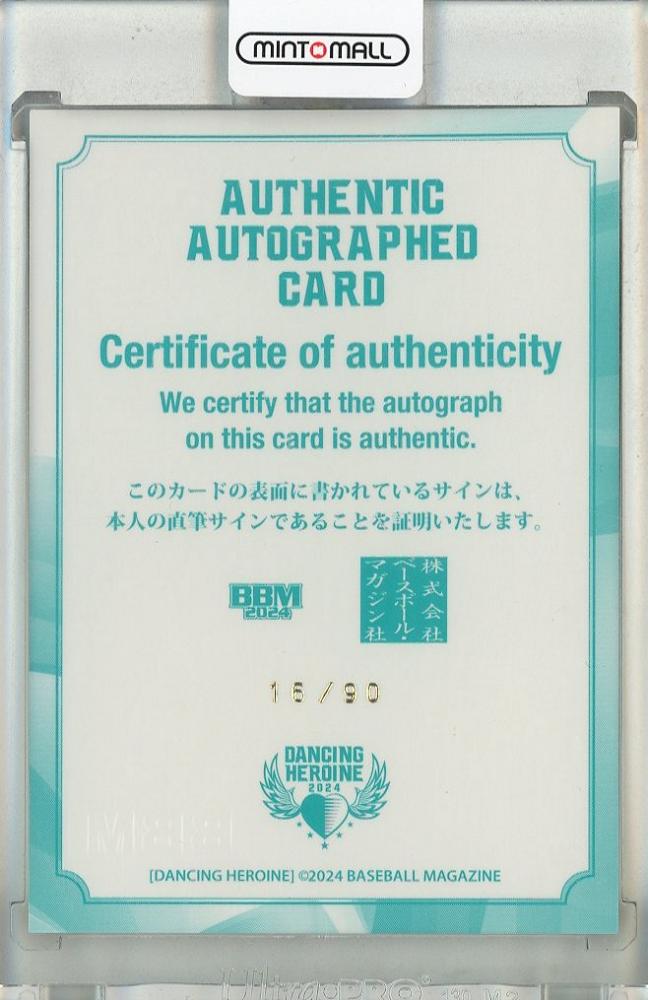 MINTMALL
AUTHENTIC
AUTOGRAPHED
CARD
Certificate of authenticity
We certify that the autograph
on this card is authentic.
このカードの表面に書かれているサインは、
本人の直筆サインであることを証明いたします。
BBM
2024
株式会社
ベースボール・
マガジン社
16/90
DANCING
HEROINE
2024
[DANCING HEROINE] ©2024 BASEBALL MAGAZINE
Ultra PRO